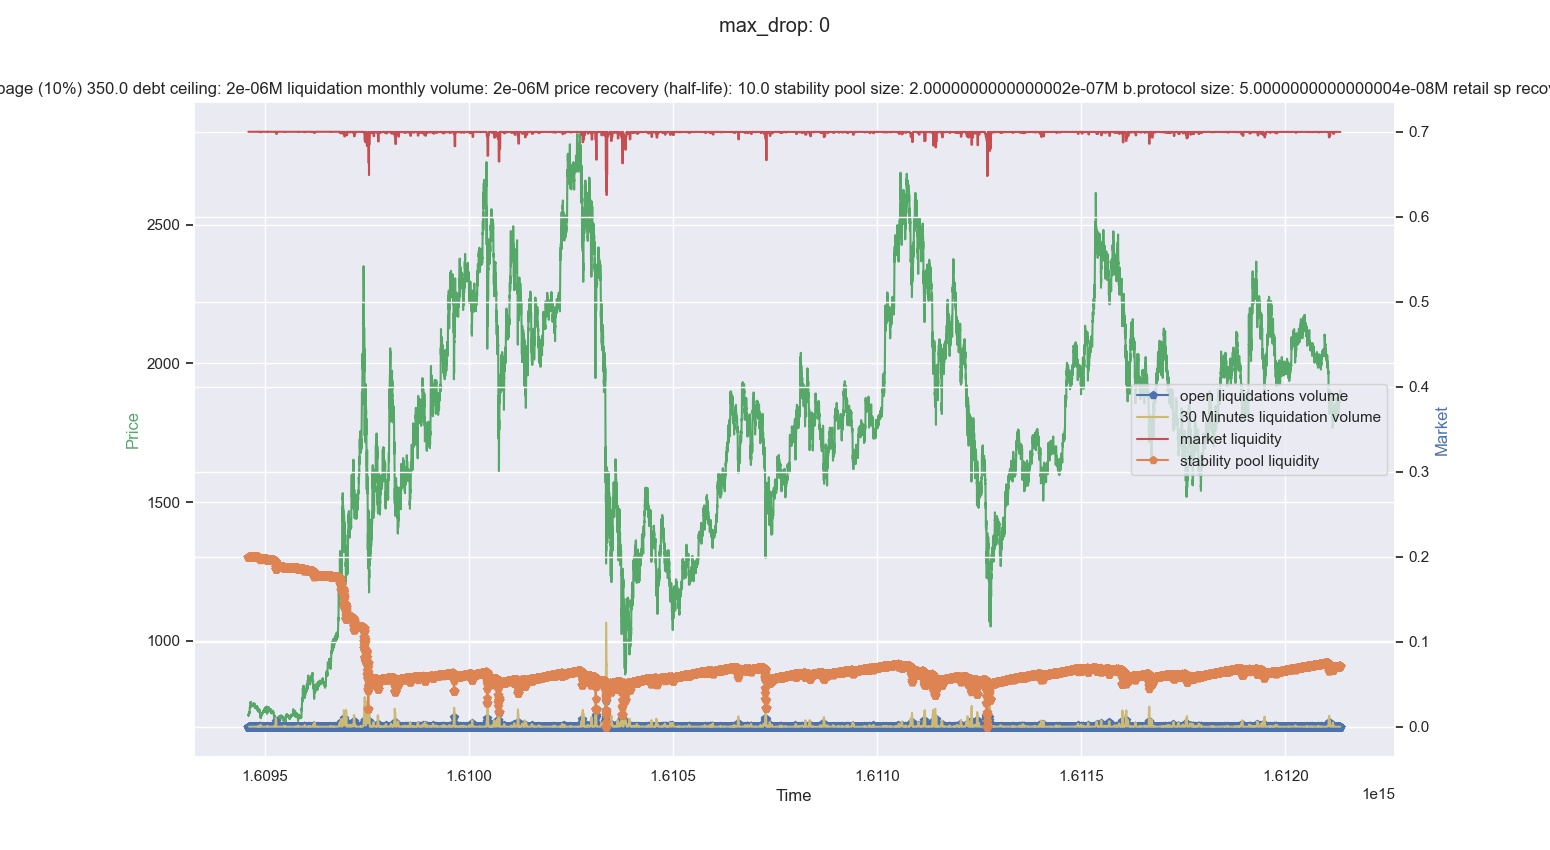 max_drop: 0
page (10%) 350.0 debt ceiling: 2e-06M liquidation monthly volume: 2e-06M price recovery (half-life): 10.0 stability pool size: 2.0000000000000002e-07M b.protocol size: 5.0000000000000004e-08M retail sp recov
0.7
2500
0.6
0.5
2000
0.4
open liquidations volume
30 Minutes liquidation volume
market liquidity
stability pool liquidity
Price
Market
1500
0.3
0.2
1000
0.1
0.0
1.6095 1.6100 1.6105 1.6110 1.6115 1.6120
Time
1e15